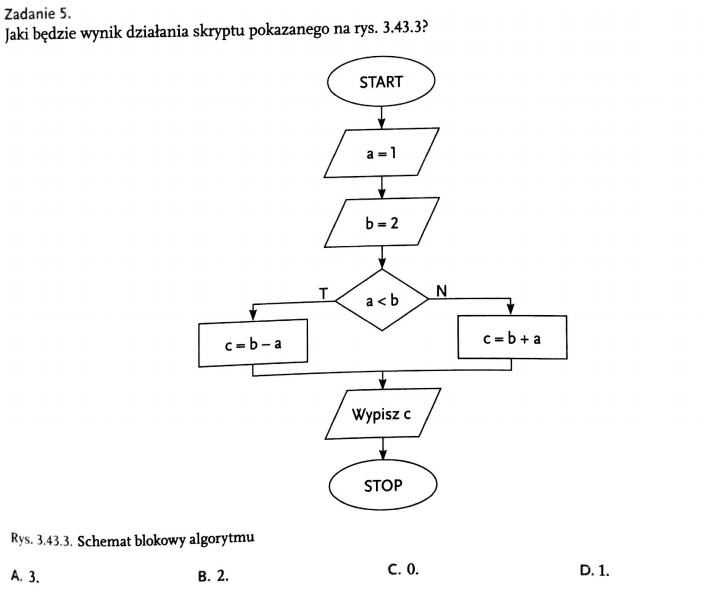 Zadanie 5.
Jaki będzie wynik działania skryptu pokazanego na rys. 3.43.3?
START
a = 1
b = 2
T
a < b
N
c = b – a
c = b + a
Wypisz c
STOP
Rys. 3.43.3. Schemat blokowy algorytmu
A. 3.
B. 2.
C. 0.
D. 1.